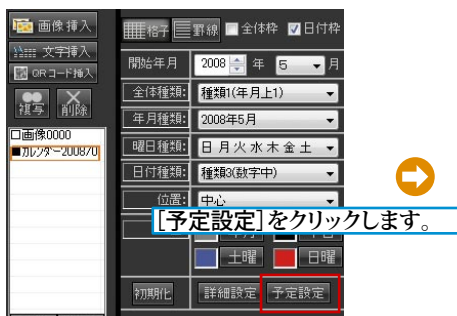 画像挿入
文字挿入
QRコード挿入
複写 削除
□画像0000
■カレンダー200870
格子 罫線 全体枠 日付枠
開始年月 2008 年 5 月
全体種類: 種類1(年月上1)
年月種類: 2008年5月
曜日種類: 日月火水木金土
日付種類: 種類3(数字中)
位置: 中心
[予定設定]をクリックします。
土曜 日曜
初期化 詳細設定 予定設定